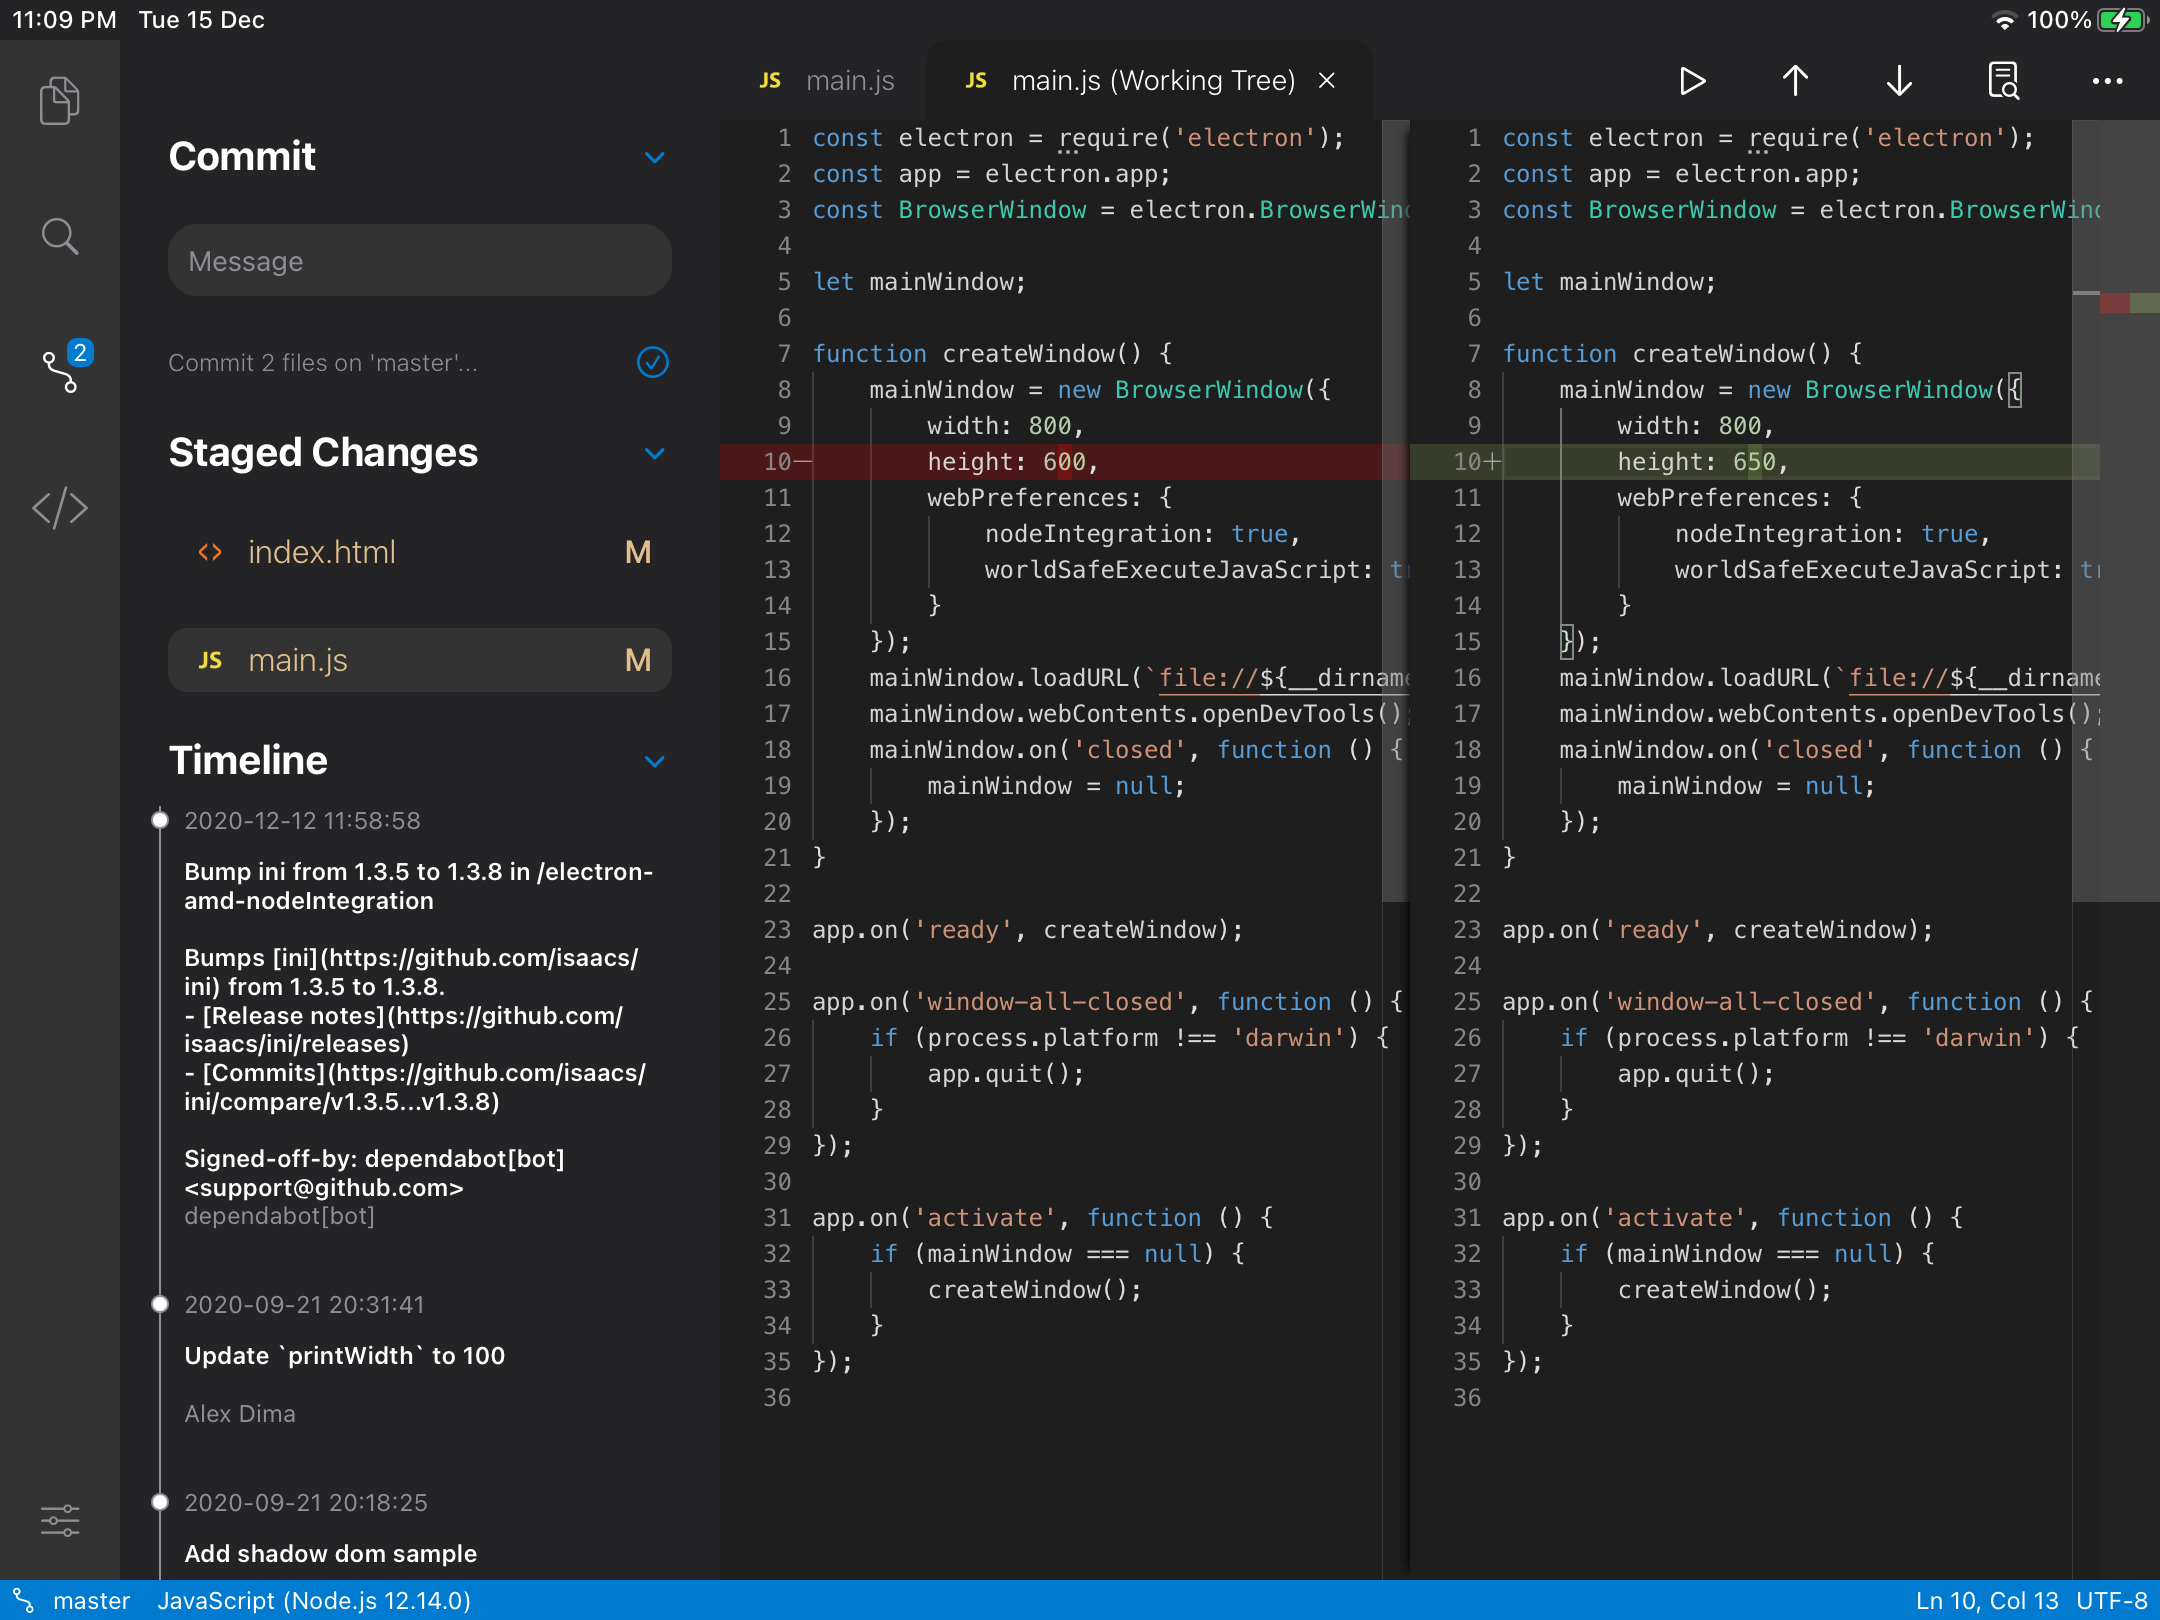 11:09 PM Tue 15 Dec
100%
JS main.js
JS main.js (Working Tree)
Commit
Message
2
Commit 2 files on 'master'...
Staged Changes
index.html M
JS main.js M
Timeline
2020-12-12 11:58:58
Bump ini from 1.3.5 to 1.3.8 in /electron-
amd-nodeIntegration
Bumps [ini](https://github.com/isaacs/
ini) from 1.3.5 to 1.3.8.
- [Release notes](https://github.com/
isaacs/ini/releases)
- [Commits](https://github.com/isaacs/
ini/compare/v1.3.5...v1.3.8)
Signed-off-by: dependabot[bot]
<support@github.com>
dependabot[bot]
2020-09-21 20:31:41
Update `printWidth` to 100
Alex Dima
2020-09-21 20:18:25
Add shadow dom sample
1 const electron = require('electron');
2 const app = electron.app;
3 const BrowserWindow = electron.BrowserWind
4
5 let mainWindow;
6
7 function createWindow() {
8 mainWindow = new BrowserWindow({
9 width: 800,
10— height: 600,
11 webPreferences: {
12 nodeIntegration: true,
13 worldSafeExecuteJavaScript: tr
14 }
15 });
16 mainWindow.loadURL(`file://${__dirname
17 mainWindow.webContents.openDevTools();
18 mainWindow.on('closed', function () {
19 mainWindow = null;
20 });
21 }
22
23 app.on('ready', createWindow);
24
25 app.on('window-all-closed', function () {
26 if (process.platform !== 'darwin') {
27 app.quit();
28 }
29 });
30
31 app.on('activate', function () {
32 if (mainWindow === null) {
33 createWindow();
34 }
35 });
36
1 const electron = require('electron');
2 const app = electron.app;
3 const BrowserWindow = electron.BrowserWind
4
5 let mainWindow;
6
7 function createWindow() {
8 mainWindow = new BrowserWindow({
9 width: 800,
10+ height: 650,
11 webPreferences: {
12 nodeIntegration: true,
13 worldSafeExecuteJavaScript: tr
14 }
15 });
16 mainWindow.loadURL(`file://${__dirname
17 mainWindow.webContents.openDevTools();
18 mainWindow.on('closed', function () {
19 mainWindow = null;
20 });
21 }
22
23 app.on('ready', createWindow);
24
25 app.on('window-all-closed', function () {
26 if (process.platform !== 'darwin') {
27 app.quit();
28 }
29 });
30
31 app.on('activate', function () {
32 if (mainWindow === null) {
33 createWindow();
34 }
35 });
36
master JavaScript (Node.js 12.14.0)
Ln 10, Col 13 UTF-8